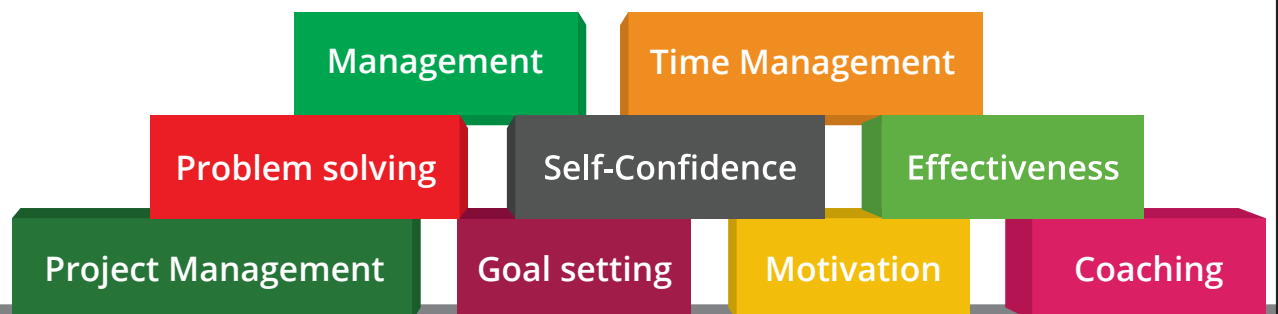 Management
Time Management
Problem solving
Self-Confidence
Effectiveness
Project Management
Goal setting
Motivation
Coaching